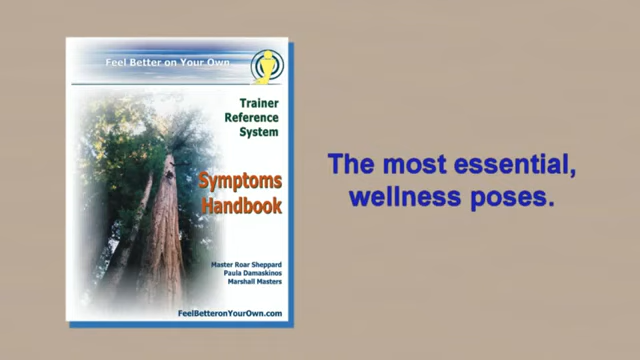 Feel Better on Your Own
Trainer
Reference
System
Symptoms
Handbook
Master Roar Sheppard
Paula Damaskinos
Marshall Masters
FeelBetteronYourOwn.com
The most essential,
wellness poses.